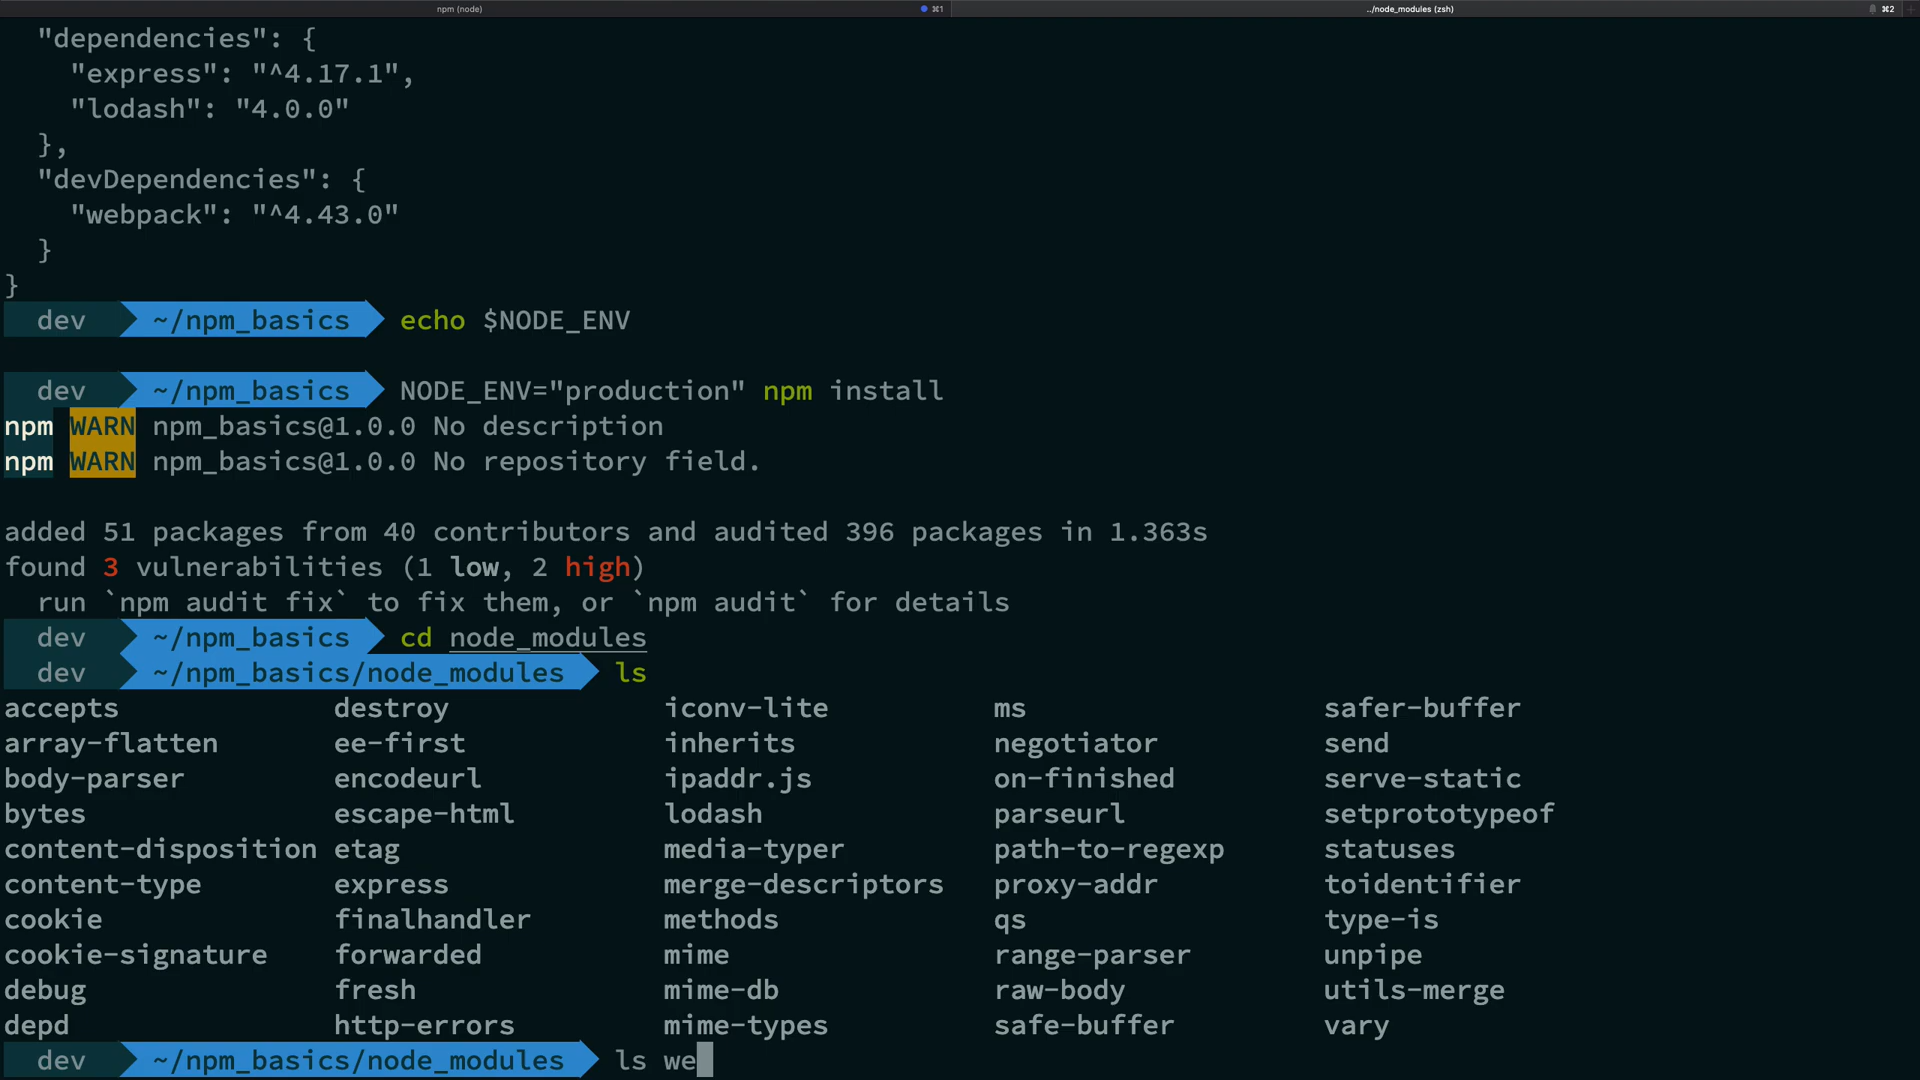 npm (node) ⌘1 ../node_modules (zsh) ⌘2
"dependencies": {
"express": "^4.17.1",
"lodash": "4.0.0"
},
"devDependencies": {
"webpack": "^4.43.0"
}
}
dev ~/npm_basics echo $NODE_ENV
dev ~/npm_basics NODE_ENV="production" npm install
npm WARN npm_basics@1.0.0 No description
npm WARN npm_basics@1.0.0 No repository field.
added 51 packages from 40 contributors and audited 396 packages in 1.363s
found 3 vulnerabilities (1 low, 2 high)
run `npm audit fix` to fix them, or `npm audit` for details
dev ~/npm_basics cd node_modules
dev ~/npm_basics/node_modules ls
accepts destroy iconv-lite ms safer-buffer
array-flatten ee-first inherits negotiator send
body-parser encodeurl ipaddr.js on-finished serve-static
bytes escape-html lodash parseurl setprototypeof
content-disposition etag media-typer path-to-regexp statuses
content-type express merge-descriptors proxy-addr toidentifier
cookie finalhandler methods qs type-is
cookie-signature forwarded mime range-parser unpipe
debug fresh mime-db raw-body utils-merge
depd http-errors mime-types safe-buffer vary
dev ~/npm_basics/node_modules ls we